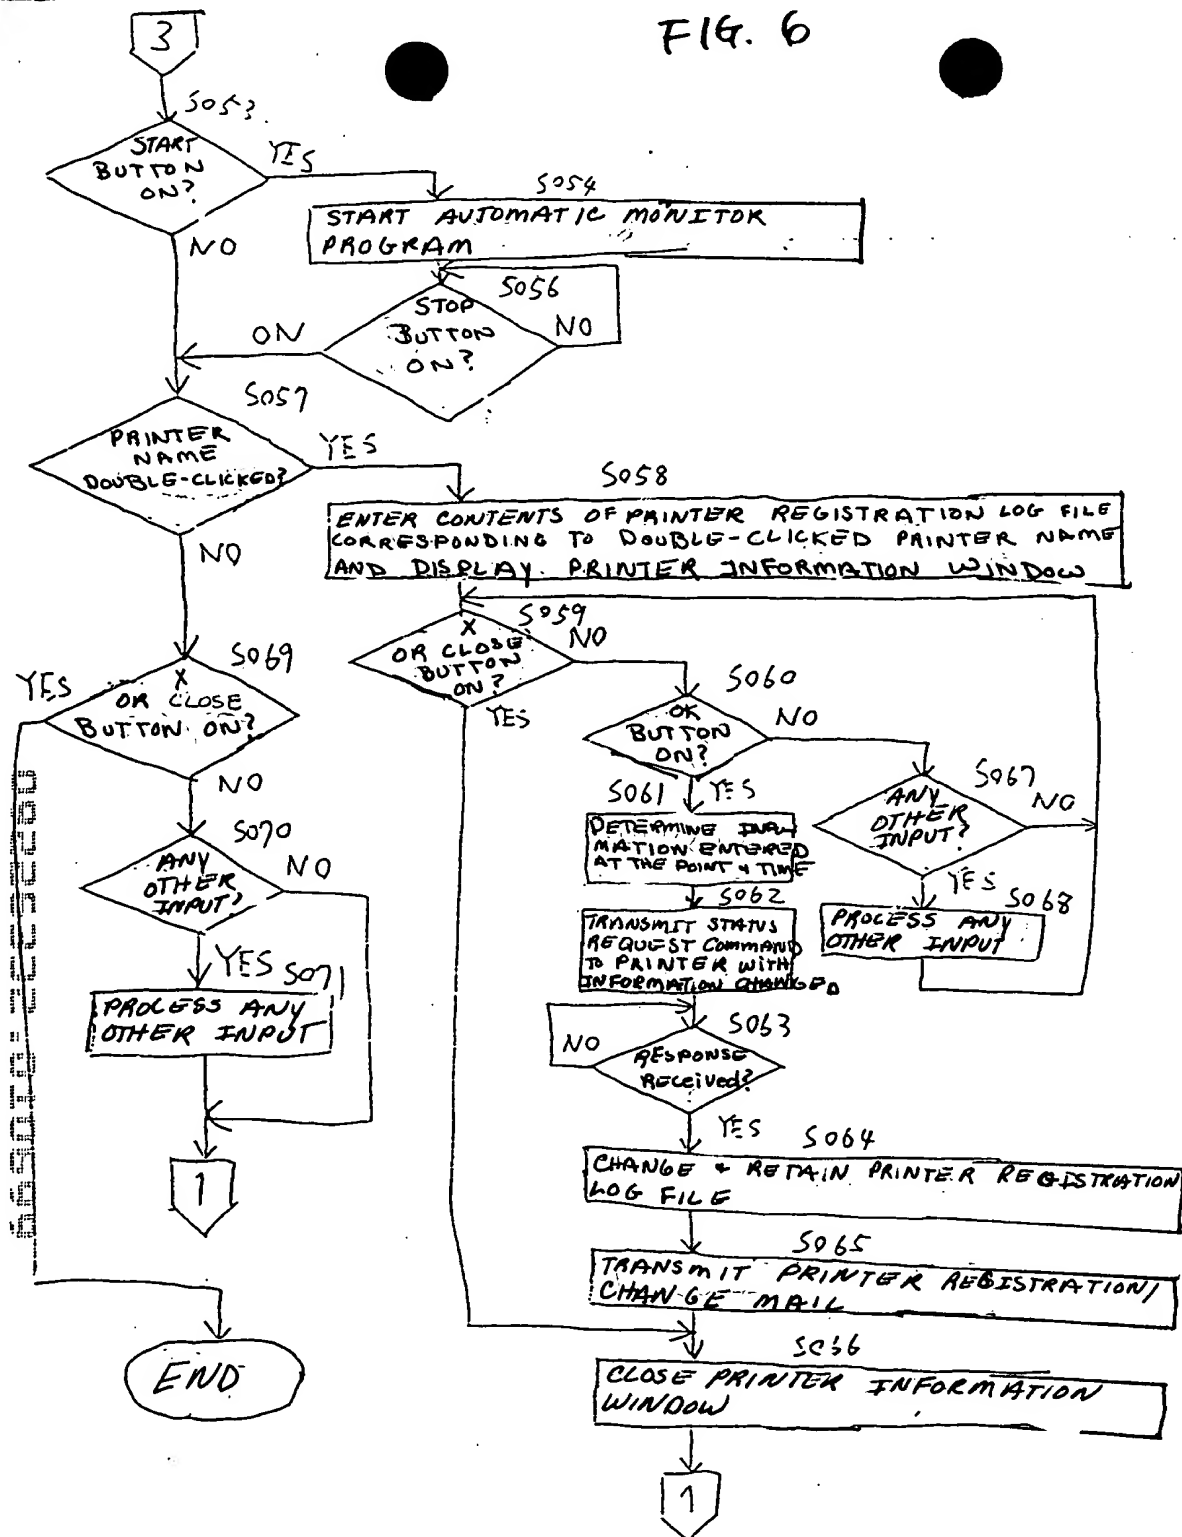 FIG. 6
3
S053
START
BUTTON
ON?
YES
NO
S054
START AUTOMATIC MONITOR
PROGRAM
S056
STOP
BUTTON
ON?
NO
ON
S057
PRINTER
NAME
DOUBLE-CLICKED?
YES
NO
S058
ENTER CONTENTS OF PRINTER REGISTRATION LOG FILE
CORRESPONDING TO DOUBLE-CLICKED PRINTER NAME
AND DISPLAY PRINTER INFORMATION WINDOW
S059
X
OR CLOSE
BUTTON
ON?
NO
YES
S060
OK
BUTTON
ON?
NO
YES
S061
DETERMINE INFOR-
MATION ENTERED
AT THE POINT & TIME
S062
TRANSMIT STATUS
REQUEST COMMAND
TO PRINTER WITH
INFORMATION CHANGED
S063
RESPONSE
RECEIVED?
NO
YES
S064
CHANGE & RETAIN PRINTER REGISTRATION
LOG FILE
S065
TRANSMIT PRINTER REGISTRATION/
CHANGE MAIL
S066
CLOSE PRINTER INFORMATION
WINDOW
1
S067
ANY
OTHER
INPUT?
NO
YES
S068
PROCESS ANY
OTHER INPUT
S069
X
OR CLOSE
BUTTON ON?
YES
NO
S070
ANY
OTHER
INPUT?
NO
YES
S071
PROCESS ANY
OTHER INPUT
1
END